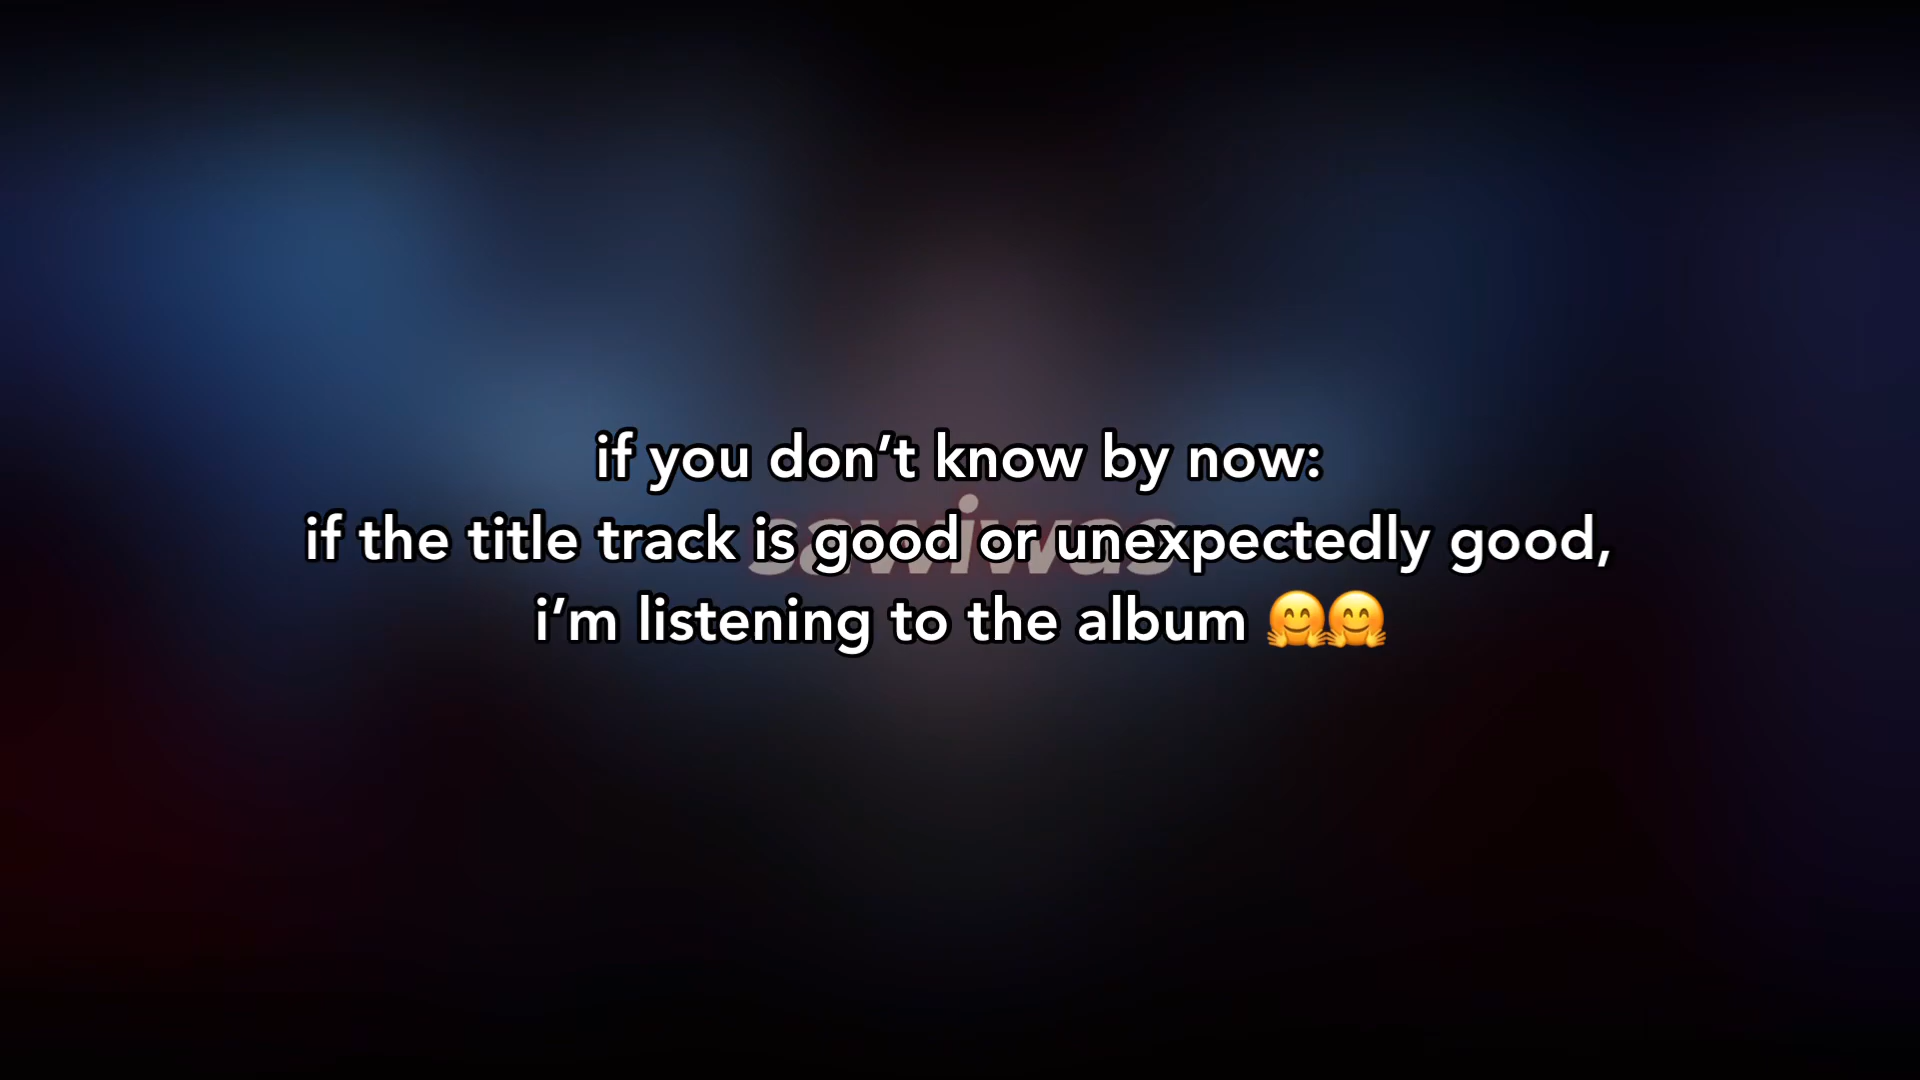 if you don’t know by now:
if the title track is good or unexpectedly good,
sawiwas
i’m listening to the album 🤗🤗